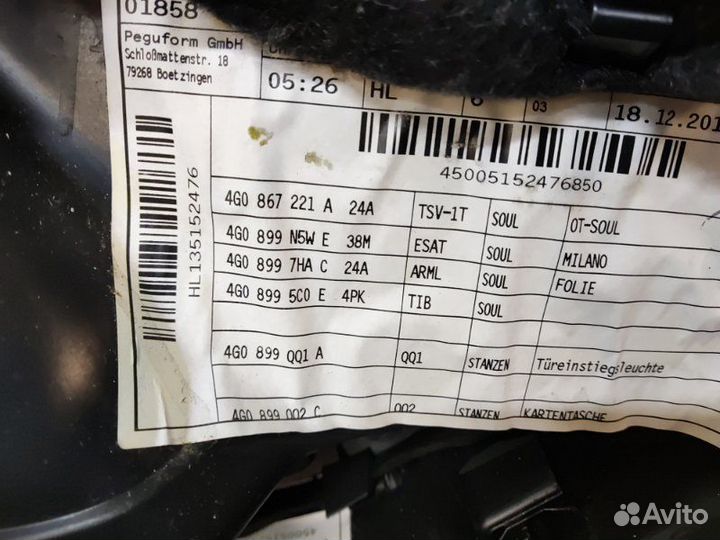 01858
Peguform GmbH
Schloßmattenstr. 18
79268 Boetzingen
05:26
HL
03
18.12.201
45005152476850
HL135152476
4G0 867 221 A 24A TSV-1T SOUL OT-SOUL
4G0 899 N5W E 38M ESAT SOUL MILANO
4G0 899 7HA C 24A ARML SOUL FOLIE
4G0 899 5C0 E 4PK TIB SOUL
4G0 899 QQ1 A QQ1 STANZEN Türeinstiegsleuchte
4G0 899 002 C 002 STANZEN KARTENTASCHE
Avito